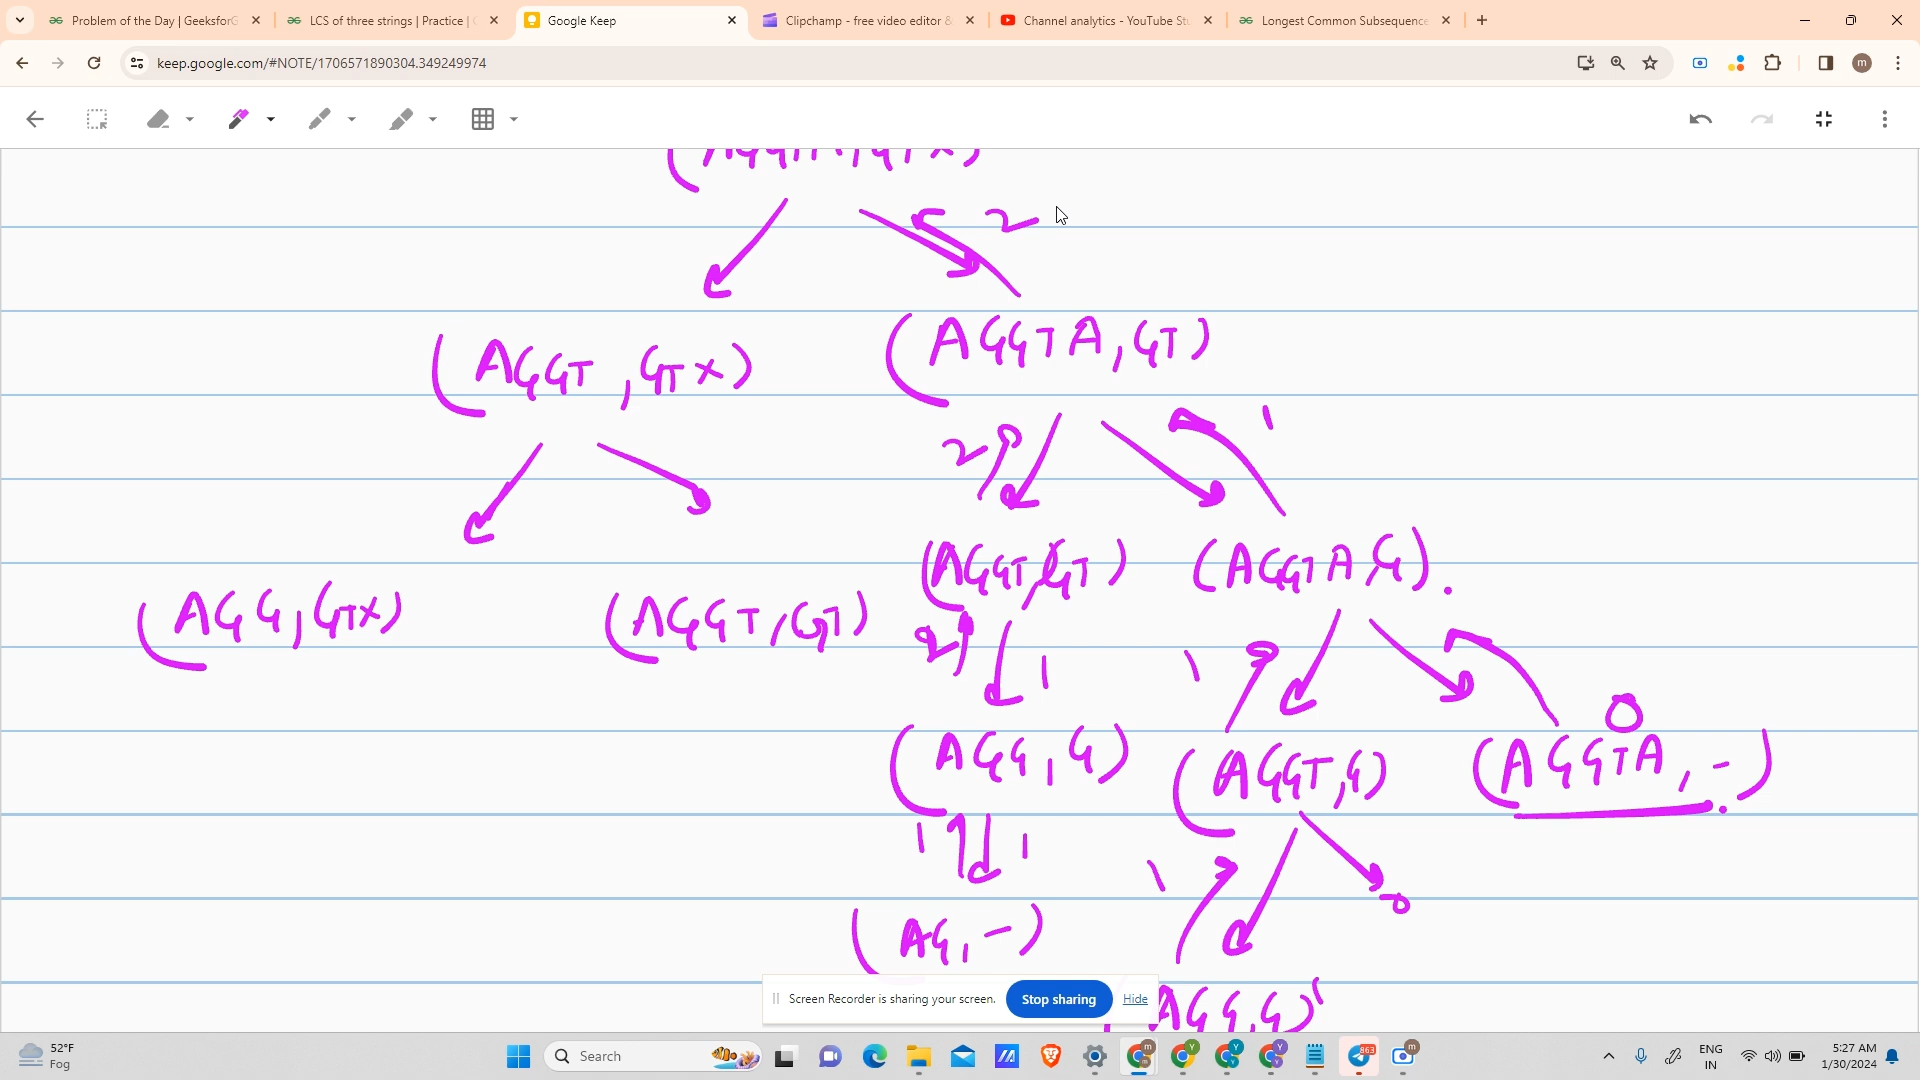 Problem of the Day | GeeksforG
LCS of three strings | Practice | G
Google Keep
Clipchamp - free video editor &
Channel analytics - YouTube Stu
Longest Common Subsequence
keep.google.com/#NOTE/1706571890304.349249974
m
2
(AGGT, GTX)
(AGGTA, GT)
2
1
(AGGT, GT)
(AGGTA, G).
(AGG, GTX)
(AGGT, GT)
2
1
1
0
(AGG, G)
(AGGT, G)
(AGGTA, -)
1
1
1
0
(AG, -)
Screen Recorder is sharing your screen.
Stop sharing
Hide
AGG, G)
1
52°F
Fog
Search
m
Y
Y
Y
863
m
ENG
IN
5:27 AM
1/30/2024